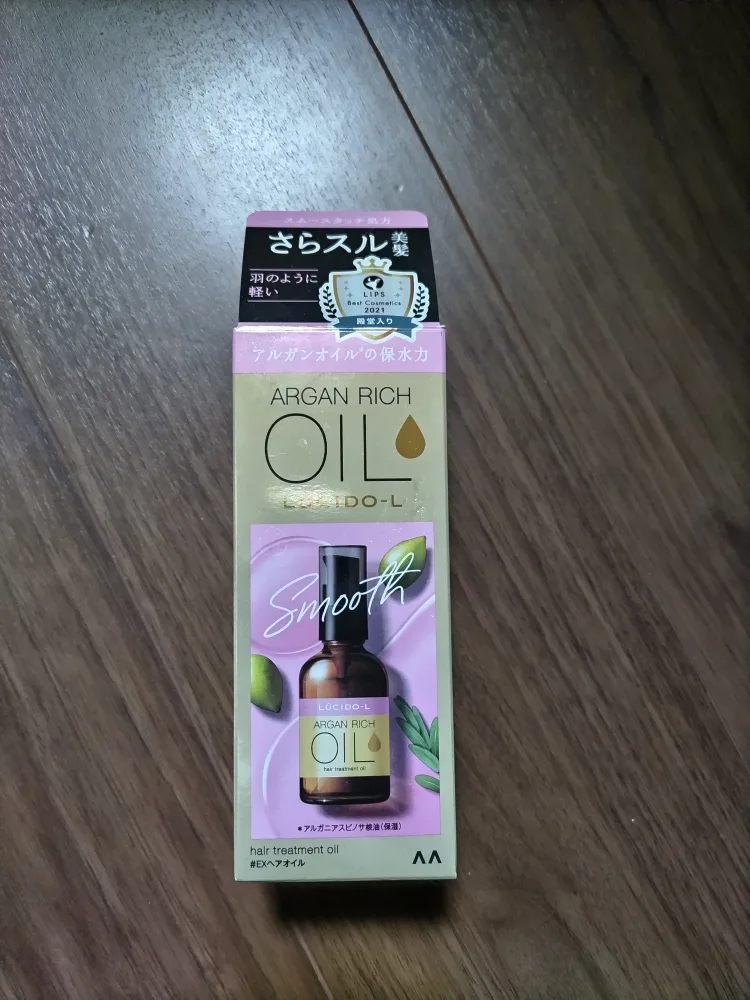 スムースタッチ処方
さらスル美髪
羽のように
軽い
LIPS
Best Cosmetics
2021
殿堂入り
アルガンオイル*の保水力
ARGAN RICH
OIL
LÚCIDO-L
Smooth
LÚCIDO-L
ARGAN RICH
OIL
hair treatment oil
*アルガニアスピノサ核油(保湿)
hair treatment oil
#EXヘアオイル